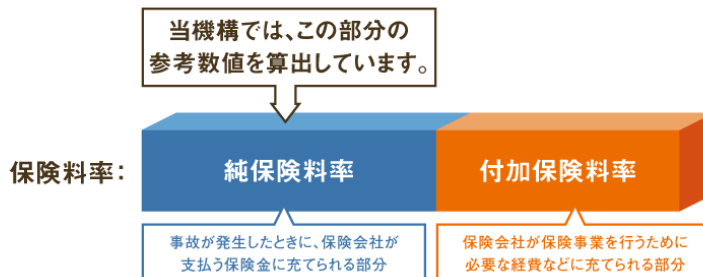 当機構では、この部分の
参考数値を算出しています。
保険料率：
純保険料率
付加保険料率
事故が発生したときに、保険会社が
支払う保険金に充てられる部分
保険会社が保険事業を行うために
必要な経費などに充てられる部分